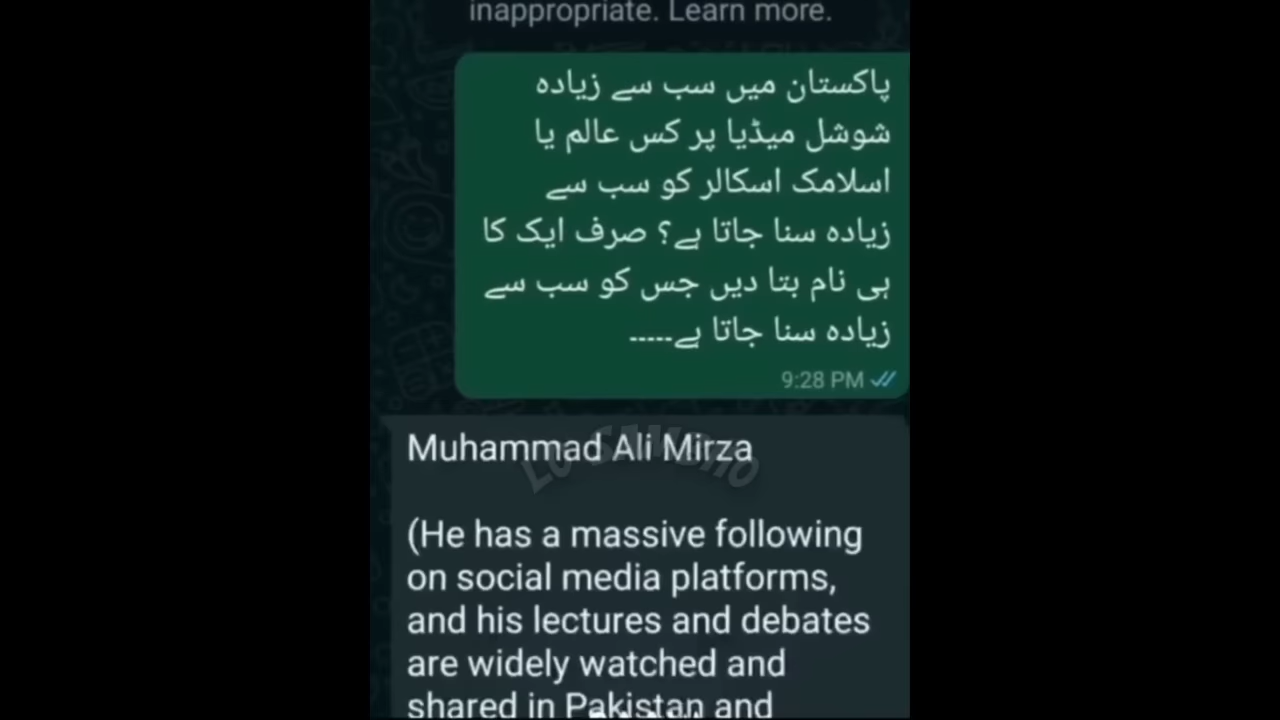 inappropriate. Learn more.
پاکستان میں سب سے زیادہ
شوشل میڈیا پر کس عالم یا
اسلامک اسکالر کو سب سے
زیادہ سنا جاتا ہے؟ صرف ایک کا
ہی نام بتا دیں جس کو سب سے
زیادہ سنا جاتا ہے-----
9:28 PM
Muhammad Ali Mirza
(He has a massive following
on social media platforms,
and his lectures and debates
are widely watched and
shared in Pakistan and